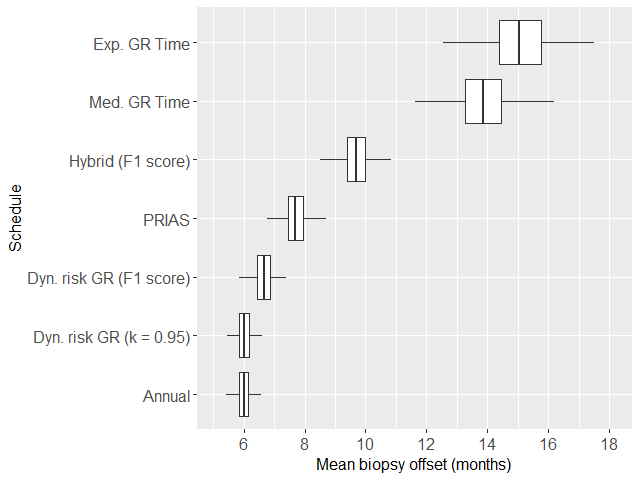 Exp. GR Time
Med. GR Time
Hybrid (F1 score)
PRIAS
Dyn. risk GR (F1 score)
Dyn. risk GR (k = 0.95)
Annual
Schedule
6 8 10 12 14 16 18
Mean biopsy offset (months)